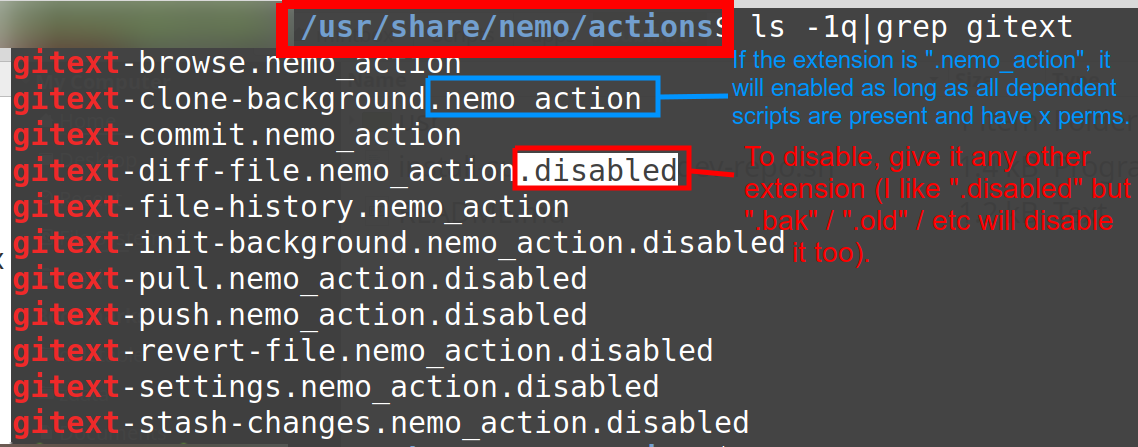 /usr/share/nemo/actions$ ls -1q|grep gitext
gitext-browse.nemo_action
gitext-clone-background.nemo_action
gitext-commit.nemo_action
gitext-diff-file.nemo_action.disabled
gitext-file-history.nemo_action
gitext-init-background.nemo_action.disabled
gitext-pull.nemo_action.disabled
gitext-push.nemo_action.disabled
gitext-revert-file.nemo_action.disabled
gitext-settings.nemo_action.disabled
gitext-stash-changes.nemo_action.disabled
If the extension is ".nemo_action", it
will enabled as long as all dependent
scripts are present and have x perms.
To disable, give it any other
extension (I like ".disabled" but
".bak" / ".old" / etc will disable
it too).